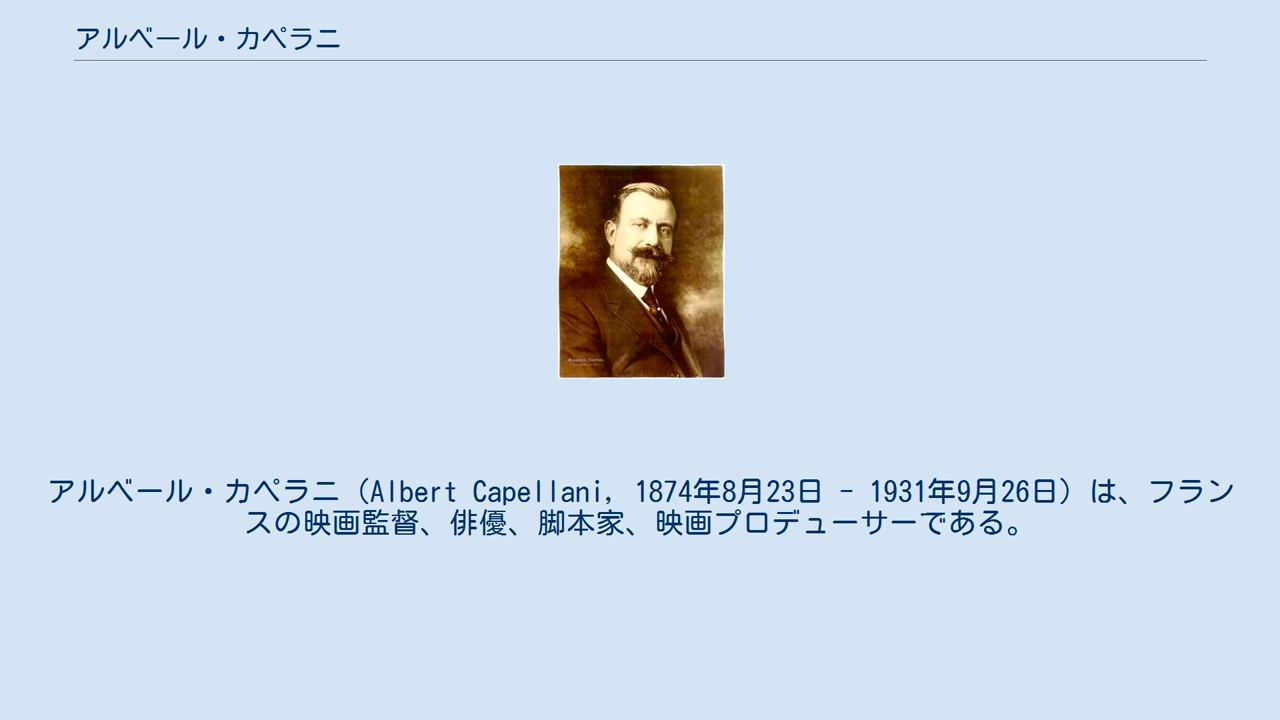 アルベール・カペラニ
アルベール・カペラニ（Albert Capellani, 1874年8月23日 - 1931年9月26日）は、フラン
スの映画監督、俳優、脚本家、映画プロデューサーである。